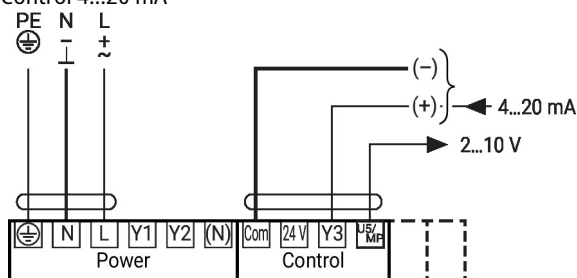 Control 4...20 mA
PE N L
– +
⊥ ~
(–)
(+) 4...20 mA
2...10 V
N L Y1 Y2 (N) Com 24 V Y3 U5/MP
Power Control